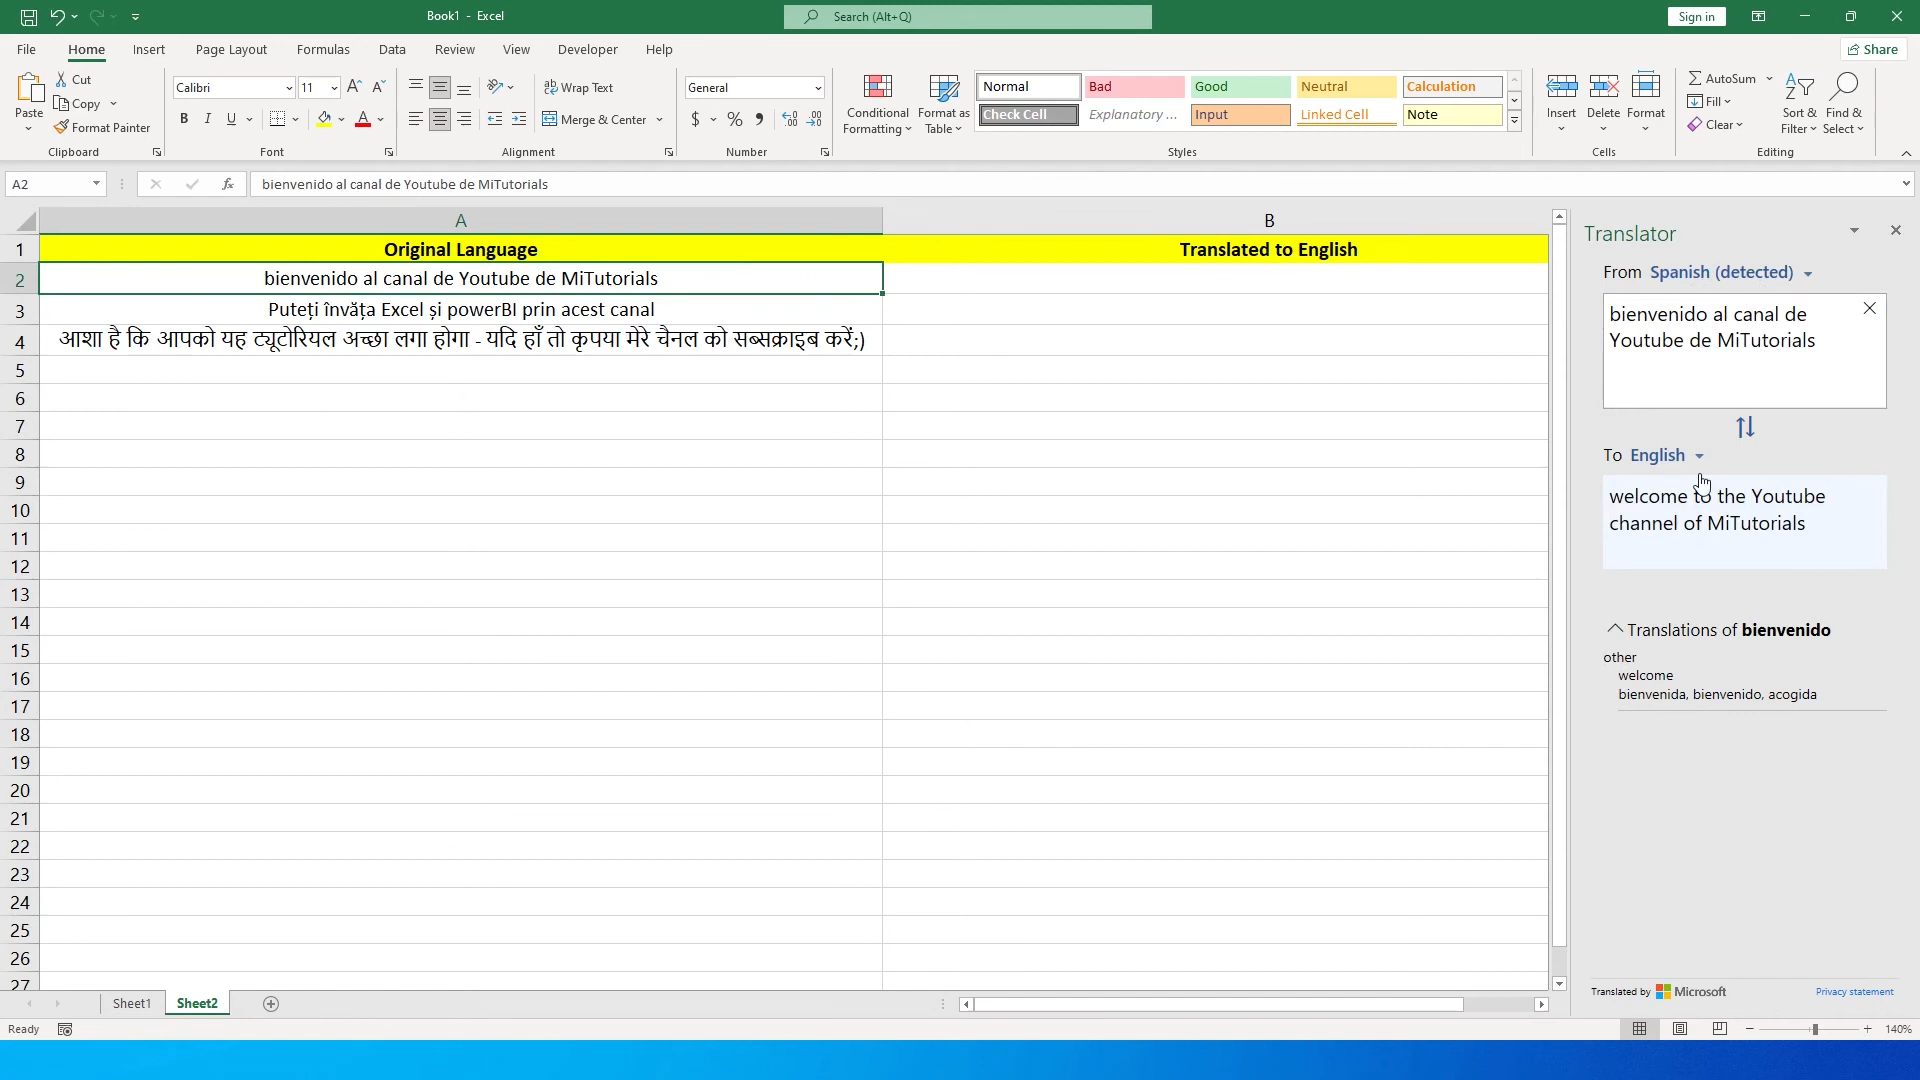 Book1 - Excel
Search (Alt+Q)
Sign in
File Home Insert Page Layout Formulas Data Review View Developer Help
Share
Paste
Cut
Copy
Format Painter
Clipboard
Calibri 11
B I U
Font
Wrap Text
Merge & Center
Alignment
General
$ % 9
Number
Conditional Formatting
Format as Table
Normal Bad Good Neutral Calculation
Check Cell Explanatory ... Input Linked Cell Note
Styles
Insert Delete Format
Cells
AutoSum
Fill
Clear
Sort & Filter
Find & Select
Editing
A2
fx
bienvenido al canal de Youtube de MiTutorials
A B
1 Original Language Translated to English
2 bienvenido al canal de Youtube de MiTutorials
3 Puteți învăța Excel și powerBI prin acest canal
4 आशा है कि आपको यह ट्यूटोरियल अच्छा लगा होगा - यदि हाँ तो कृपया मेरे चैनल को सब्सक्राइब करें;)
5
6
7
8
9
10
11
12
13
14
15
16
17
18
19
20
21
22
23
24
25
26
27
Translator
From Spanish (detected)
bienvenido al canal de
Youtube de MiTutorials
To English
welcome to the Youtube
channel of MiTutorials
Translations of bienvenido
other
welcome
bienvenida, bienvenido, acogida
Translated by Microsoft
Privacy statement
Sheet1 Sheet2
Ready
140%